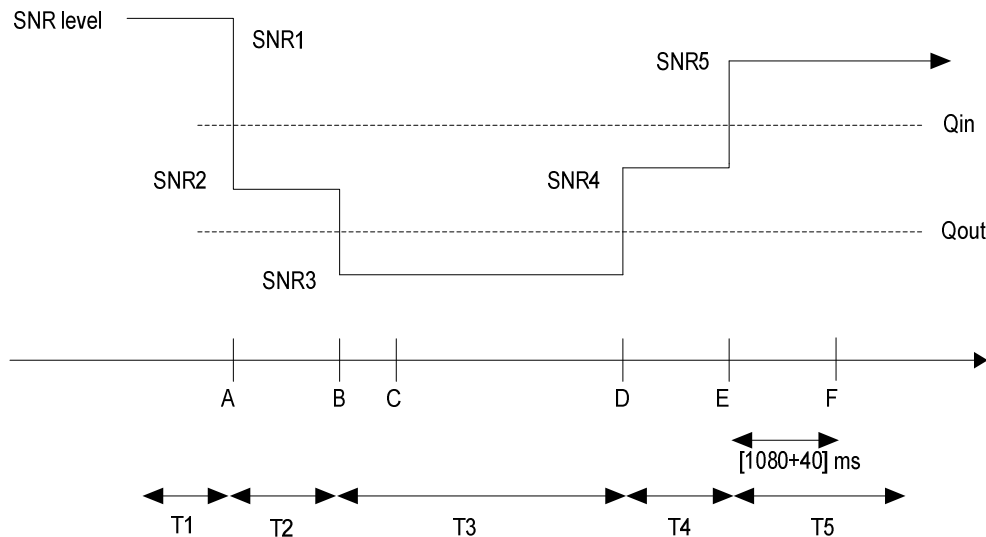 SNR level
SNR1
SNR5
Qin
SNR2
SNR4
Qout
SNR3
A B C D E F
[1080+40] ms
T1 T2 T3 T4 T5